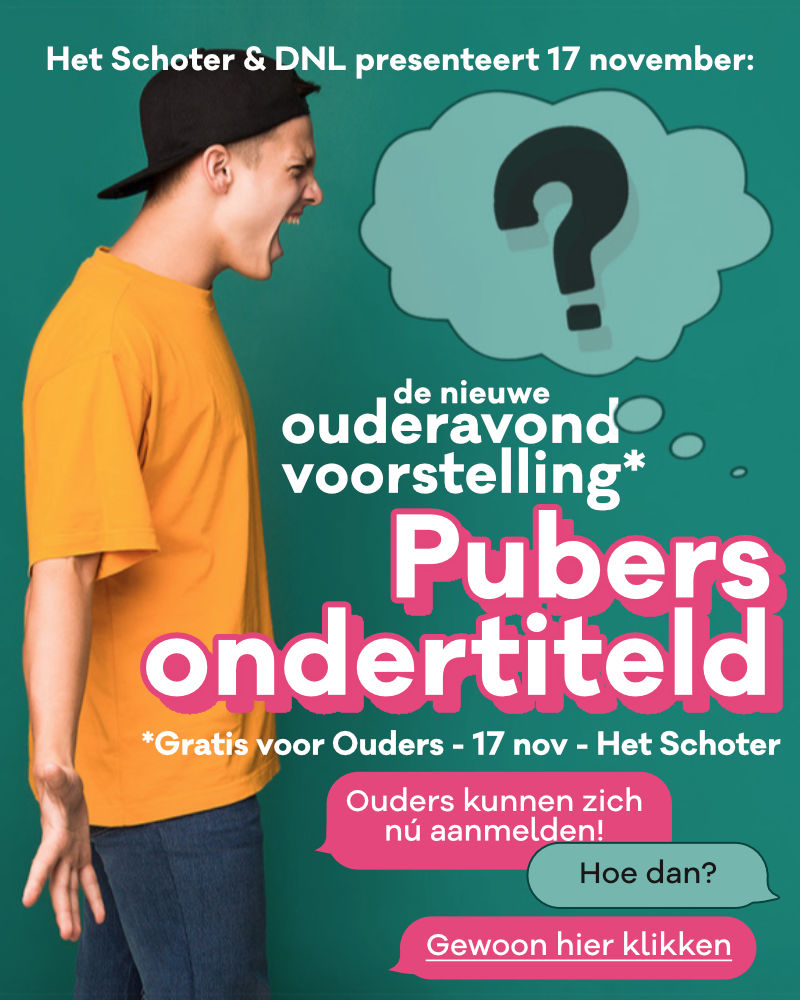 Het Schoter & DNL presenteert 17 november:
?
de nieuwe
ouderavond
voorstelling*
Pubers
ondertiteld
*Gratis voor Ouders - 17 nov - Het Schoter
Ouders kunnen zich
nú aanmelden!
Hoe dan?
Gewoon hier klikken